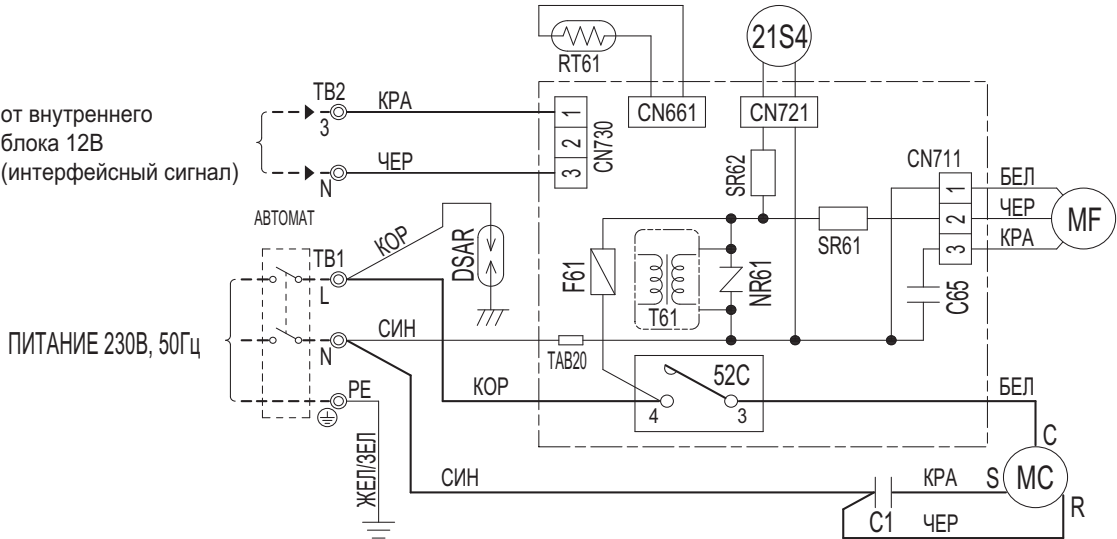 21S4
RT61
от внутреннего
блока 12В
(интерфейсный сигнал)
TB2
3
КРА
N
ЧЕР
1
2
3
CN730
CN661
CN721
SR62
CN711
1
2
3
БЕЛ
ЧЕР
КРА
MF
SR61
АВТОМАТ
TB1
L
КОР
DSAR
F61
T61
NR61
C65
ПИТАНИЕ 230В, 50Гц
N
СИН
TAB20
PE
КОР
52C
4
3
БЕЛ
ЖЕЛ/ЗЕЛ
СИН
C1
КРА
ЧЕР
C
S
MC
R